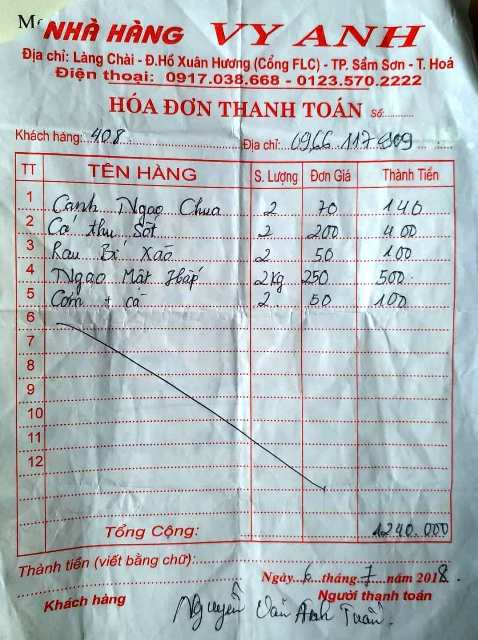 Mẹ
NHÀ HÀNG VY ANH
Địa chỉ: Làng Chài - Đ.Hồ Xuân Hương (Cổng FLC) - TP. Sầm Sơn - T. Hoá
Điện thoại: 0917.038.668 - 0123.570.2222
HÓA ĐƠN THANH TOÁN Số:
Khách hàng: 408 Địa chỉ: 0966 117
TT TÊN HÀNG S. Lượng Đơn Giá Thành Tiền
1 Canh Ngao Chua 2 70 140
2 Cá thu Sốt 2 200 400
3 Rau Bí Xào 2 50 100
4 Ngao Mật Hấp 2kg 250 500
5 Cơm + cà 2 50 100
6
7
8
9
10
11
12
Tổng Cộng: 1240.000
Thành tiền (viết bằng chữ):
Ngày 6 tháng 7 năm 2018
Khách hàng Người thanh toán
Nguyễn Văn Anh Tuấn